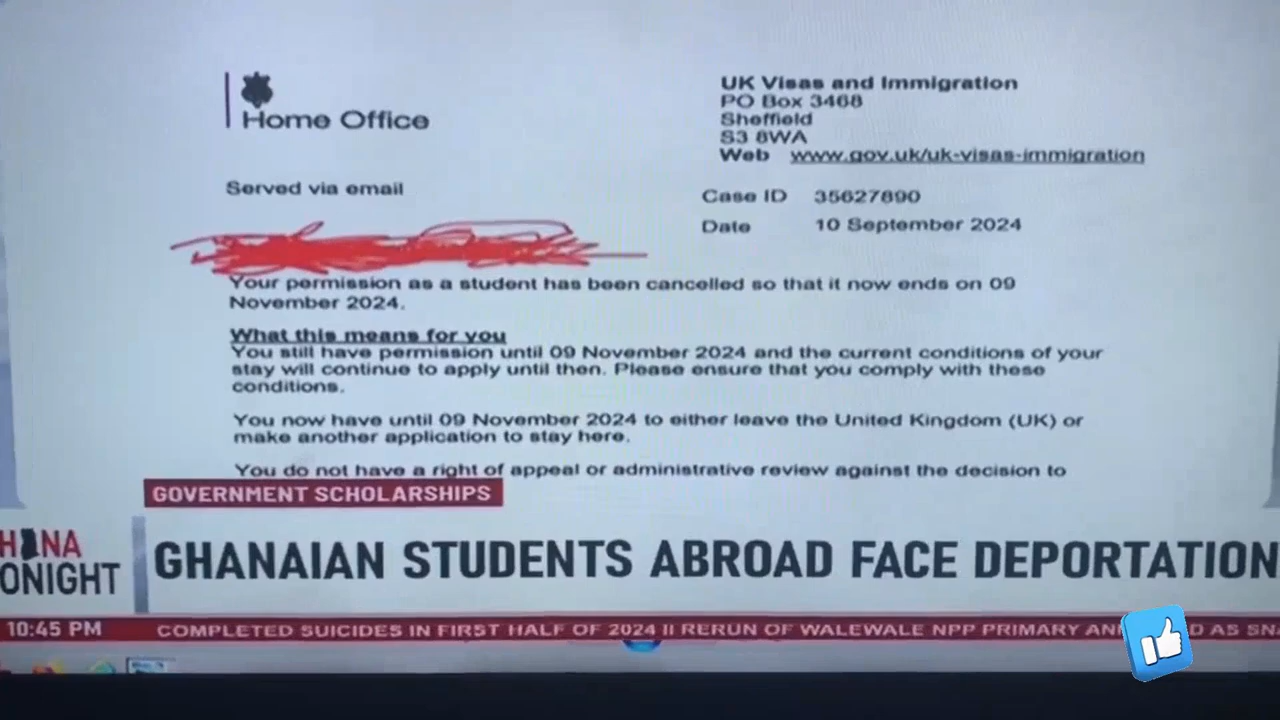 Home Office
UK Visas and Immigration
PO Box 3468
Sheffield
S3 8WA
Web www.gov.uk/uk-visas-immigration
Served via email
Case ID 35627890
Date 10 September 2024
Your permission as a student has been cancelled so that it now ends on 09
November 2024.
What this means for you
You still have permission until 09 November 2024 and the current conditions of your
stay will continue to apply until then. Please ensure that you comply with these
conditions.
You now have until 09 November 2024 to either leave the United Kingdom (UK) or
make another application to stay here.
You do not have a right of appeal or administrative review against the decision to
GOVERNMENT SCHOLARSHIPS
GHANAIAN STUDENTS ABROAD FACE DEPORTATION
10:45 PM COMPLETED SUICIDES IN FIRST HALF OF 2024 II RERUN OF WALEWALE NPP PRIMARY AS